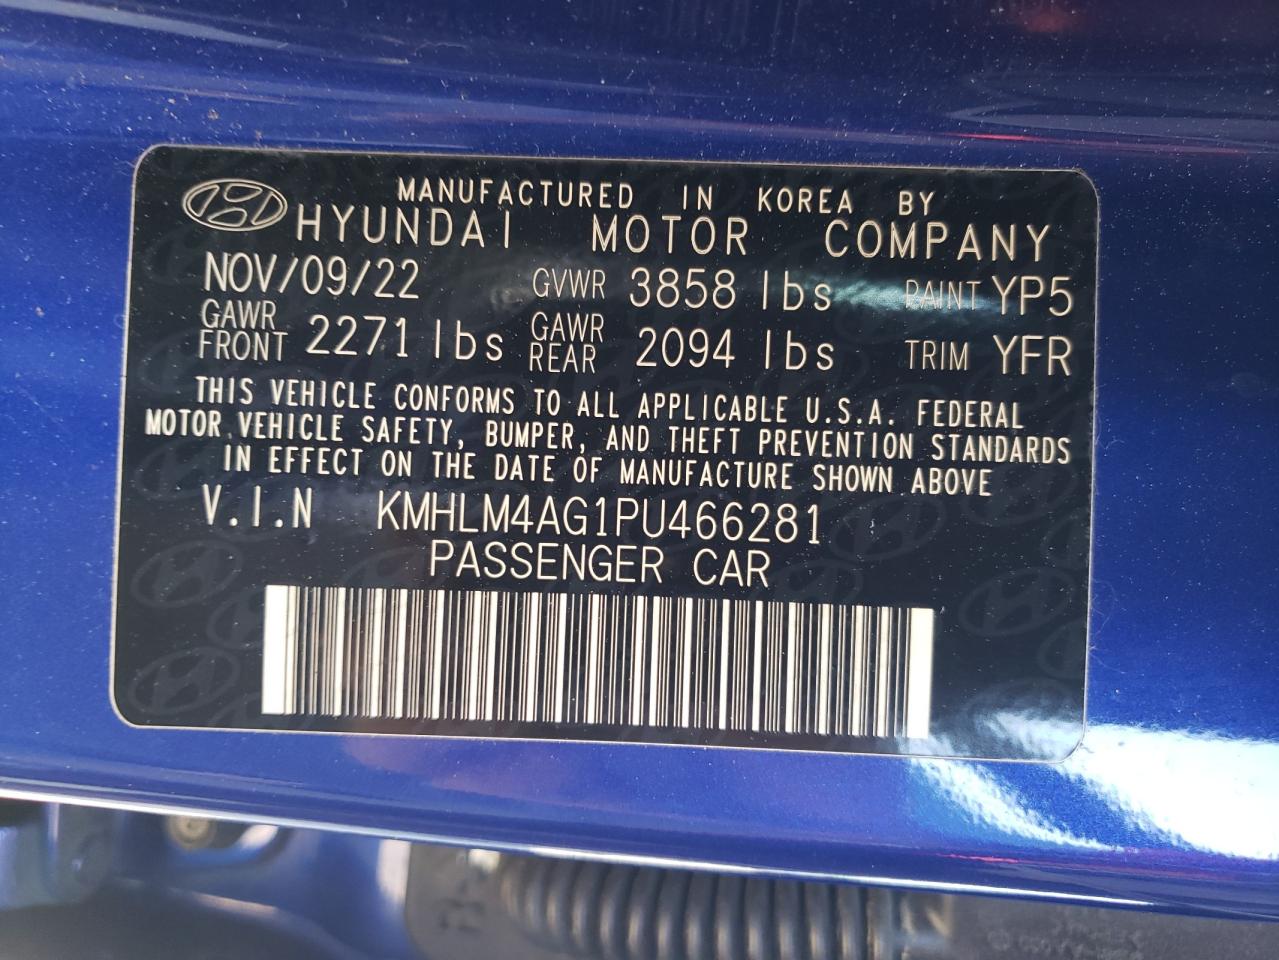 MANUFACTURED IN KOREA BY
HYUNDAI MOTOR COMPANY
NOV/09/22 GVWR 3858 lbs PAINT YP5
GAWR FRONT 2271 lbs GAWR REAR 2094 lbs TRIM YFR
THIS VEHICLE CONFORMS TO ALL APPLICABLE U.S.A. FEDERAL
MOTOR VEHICLE SAFETY, BUMPER, AND THEFT PREVENTION STANDARDS
IN EFFECT ON THE DATE OF MANUFACTURE SHOWN ABOVE
V.I.N KMHLM4AG1PU466281
PASSENGER CAR